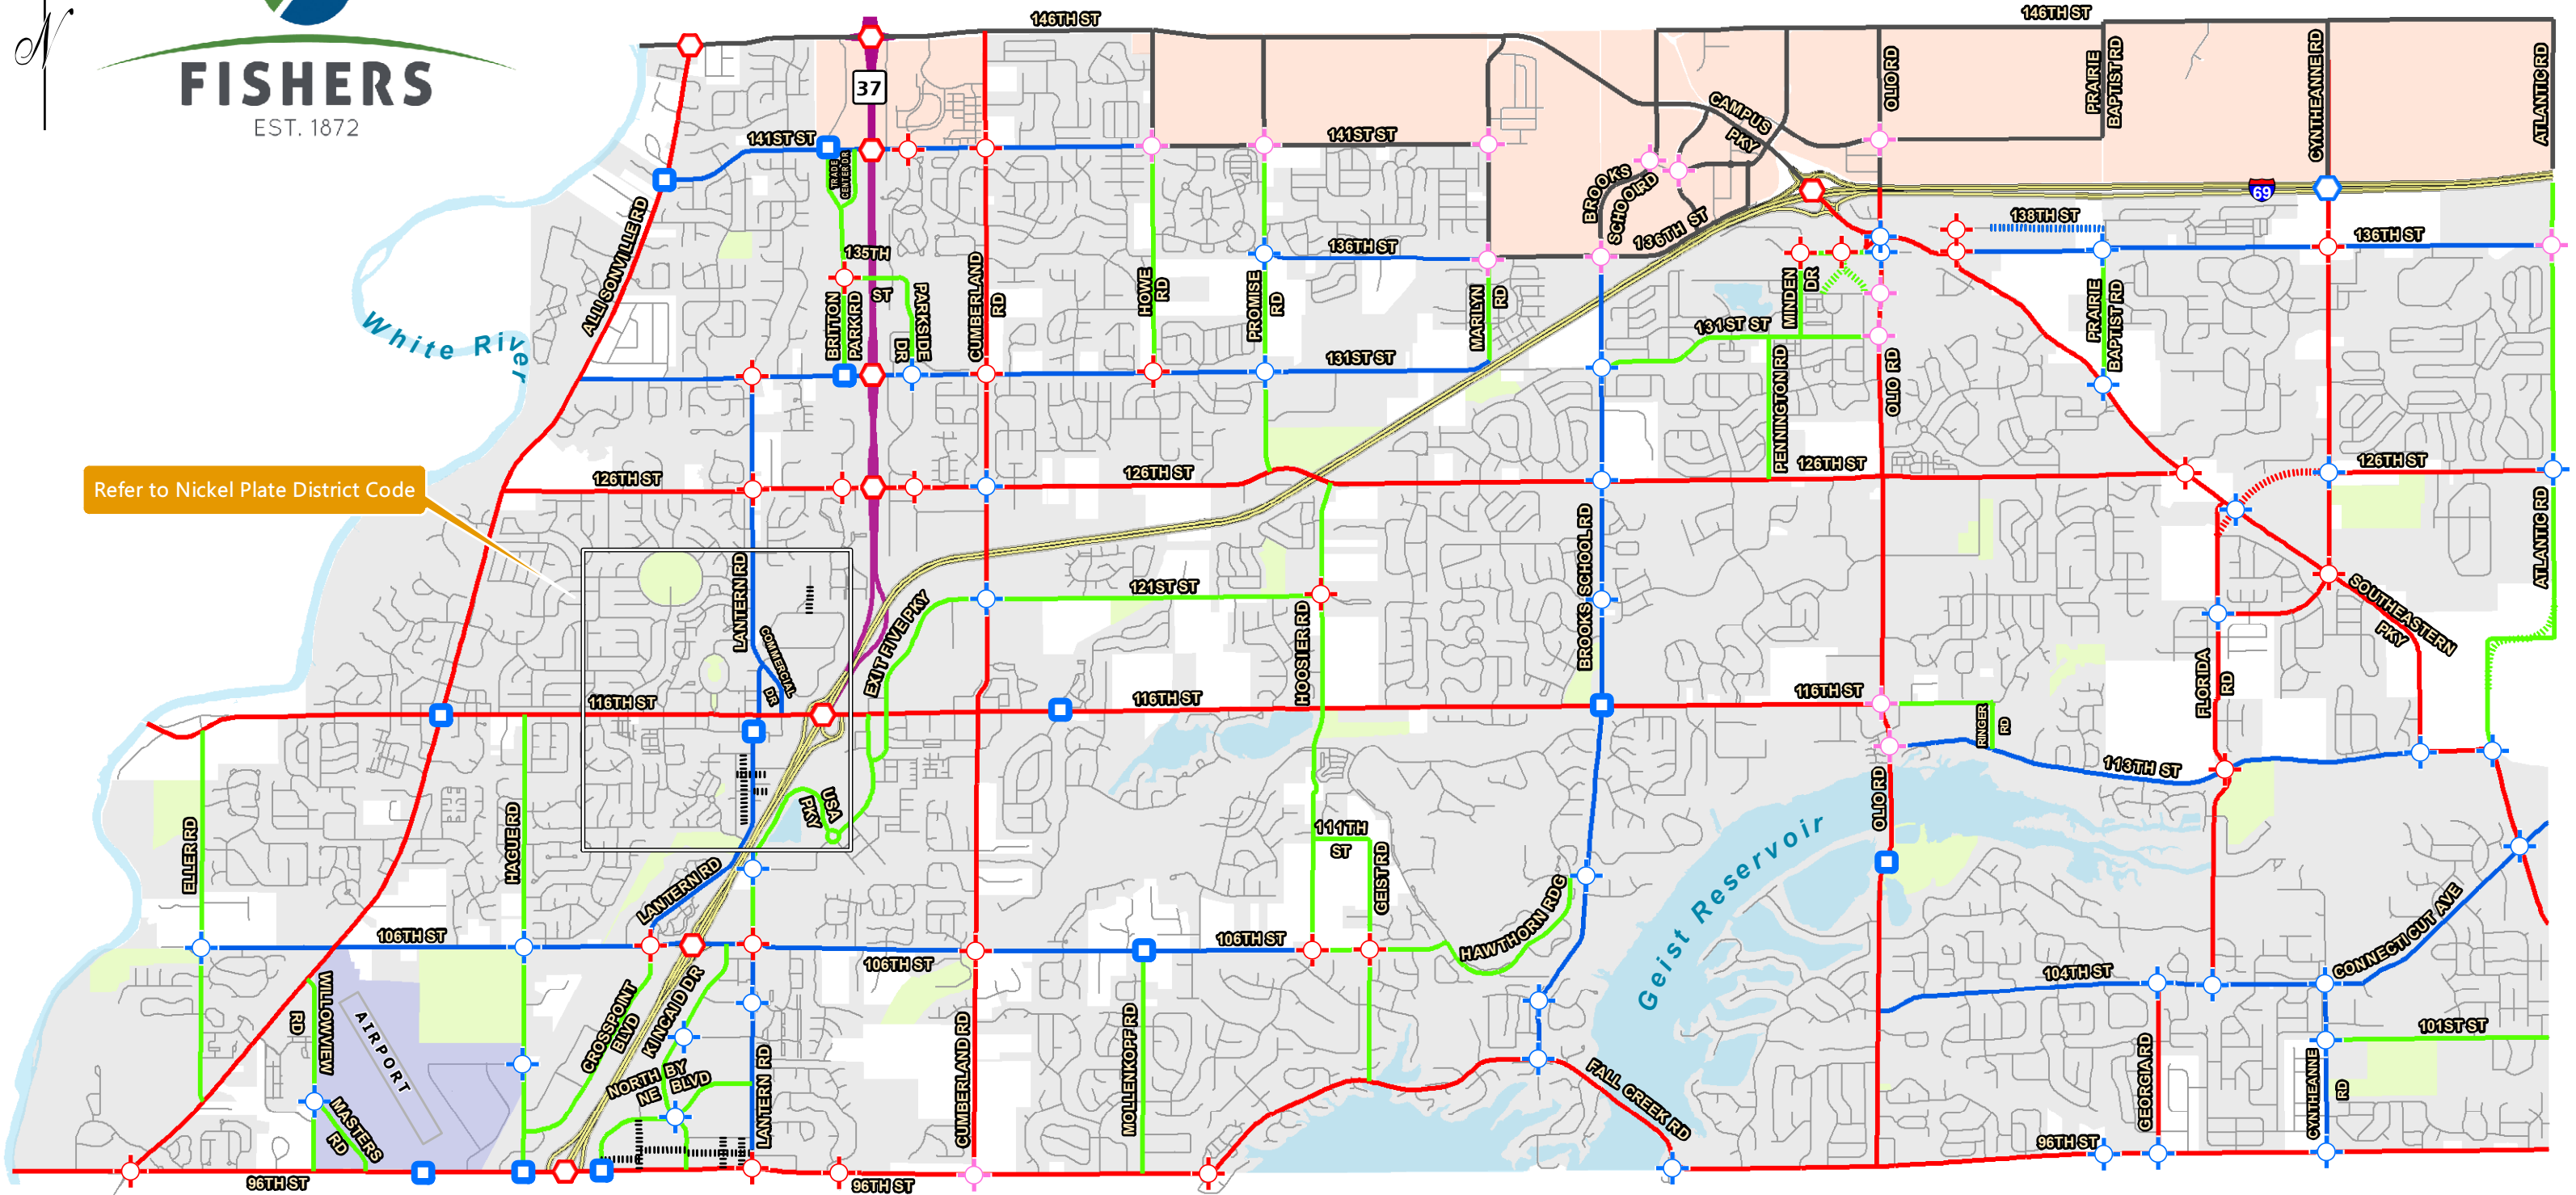 N
FISHERS
EST. 1872
146TH ST
146TH ST
37
141ST ST
141ST ST
TRADE
CENTER DR
CAMPUS
PKY
OLIO RD
PRAIRIE
BAPTIST RD
CYNTHEANNE RD
ATLANTIC RD
69
ALLISONVILLE RD
BROOKS
SCHOOL RD
136TH ST
138TH ST
136TH ST
136TH ST
135TH
ST
White River
BRITTON
PARK RD
PARKSIDE
DR
CUMBERLAND
RD
HOWE
RD
PROMISE
RD
MARILYN
RD
MINDEN
DR
PRAIRIE
BAPTIST RD
131ST ST
131ST ST
PENNINGTON RD
OLIO RD
Refer to Nickel Plate District Code
126TH ST
126TH ST
126TH ST
126TH ST
LANTERN RD
COMMERCIAL
DR
EXIT FIVE PKY
121ST ST
HOOSIER RD
BROOKS SCHOOL RD
ATLANTIC RD
SOUTHEASTERN
PKY
FLORIDA
RD
116TH ST
116TH ST
116TH ST
RINGER
RD
113TH ST
OLIO RD
USA
PKY
ELLER RD
HAGUE RD
LANTERN RD
111TH
ST
GEIST RD
Geist Reservoir
HAWTHORN RDG
106TH ST
106TH ST
106TH ST
CONNECTICUT AVE
104TH ST
101ST ST
WILLOWVIEW
RD
AIRPORT
CROSSPOINT
BLVD
KINCAID DR
NORTH BY
NE BLVD
LANTERN RD
CUMBERLAND RD
MOLLENKOPF RD
FALL CREEK RD
GEORGIA RD
CYNTHEANNE
RD
MASTERS
RD
96TH ST
96TH ST
96TH ST